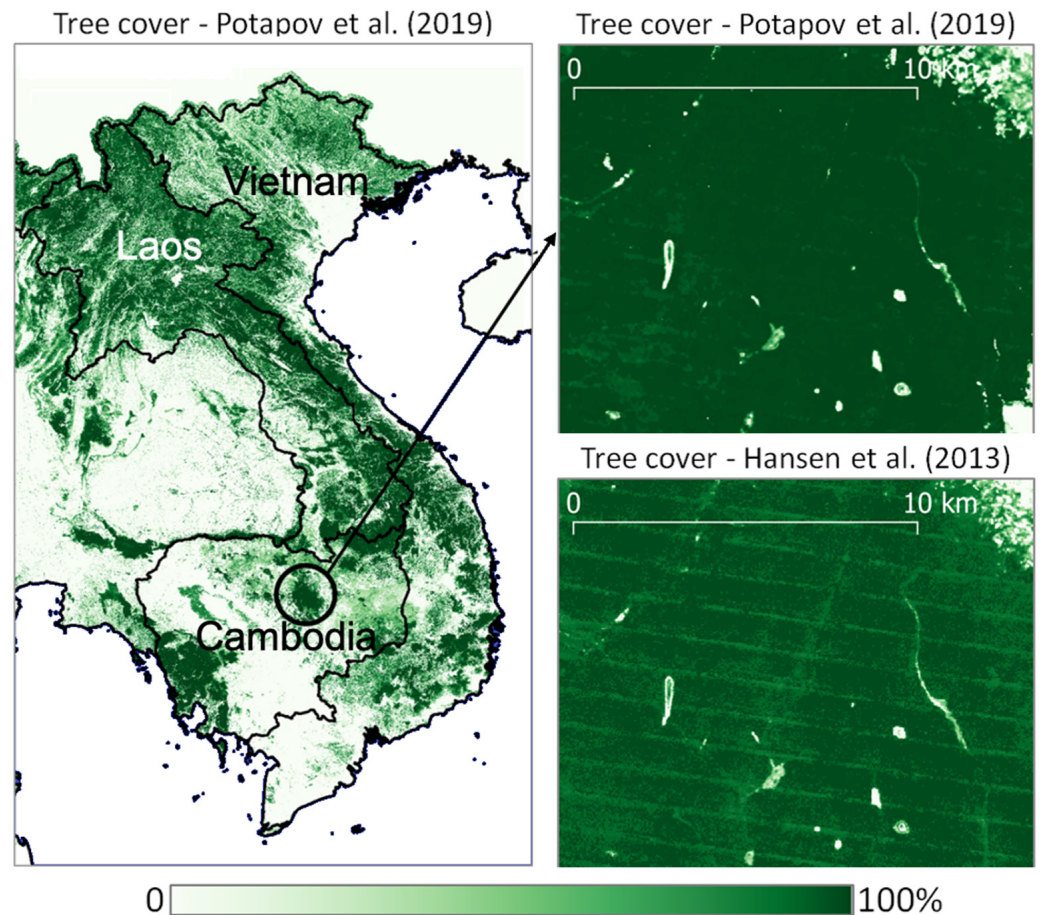 Tree cover - Potapov et al. (2019)
Vietnam
Laos
Cambodia
Tree cover - Potapov et al. (2019)
0 10 km
Tree cover - Hansen et al. (2013)
0 10 km
0 100%